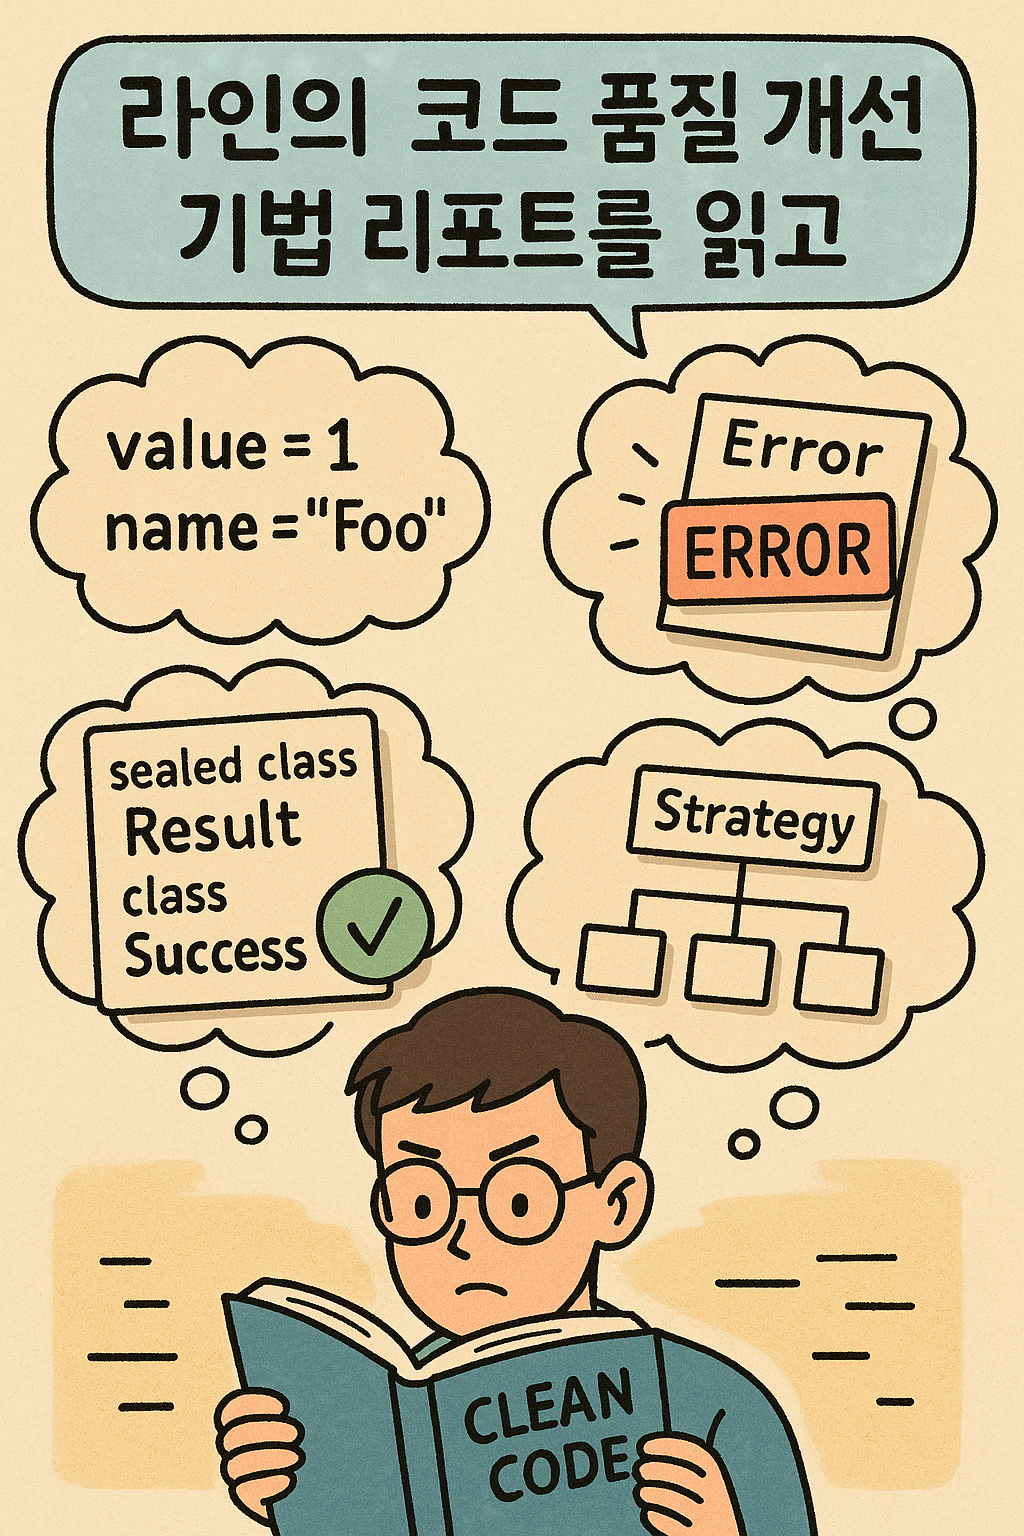 라인의 코드 품질 개선
기법 리포트를 읽고
value = 1
name = "Foo"
Error
ERROR
sealed class
Result
class
Success
Strategy
CLEAN
CODE